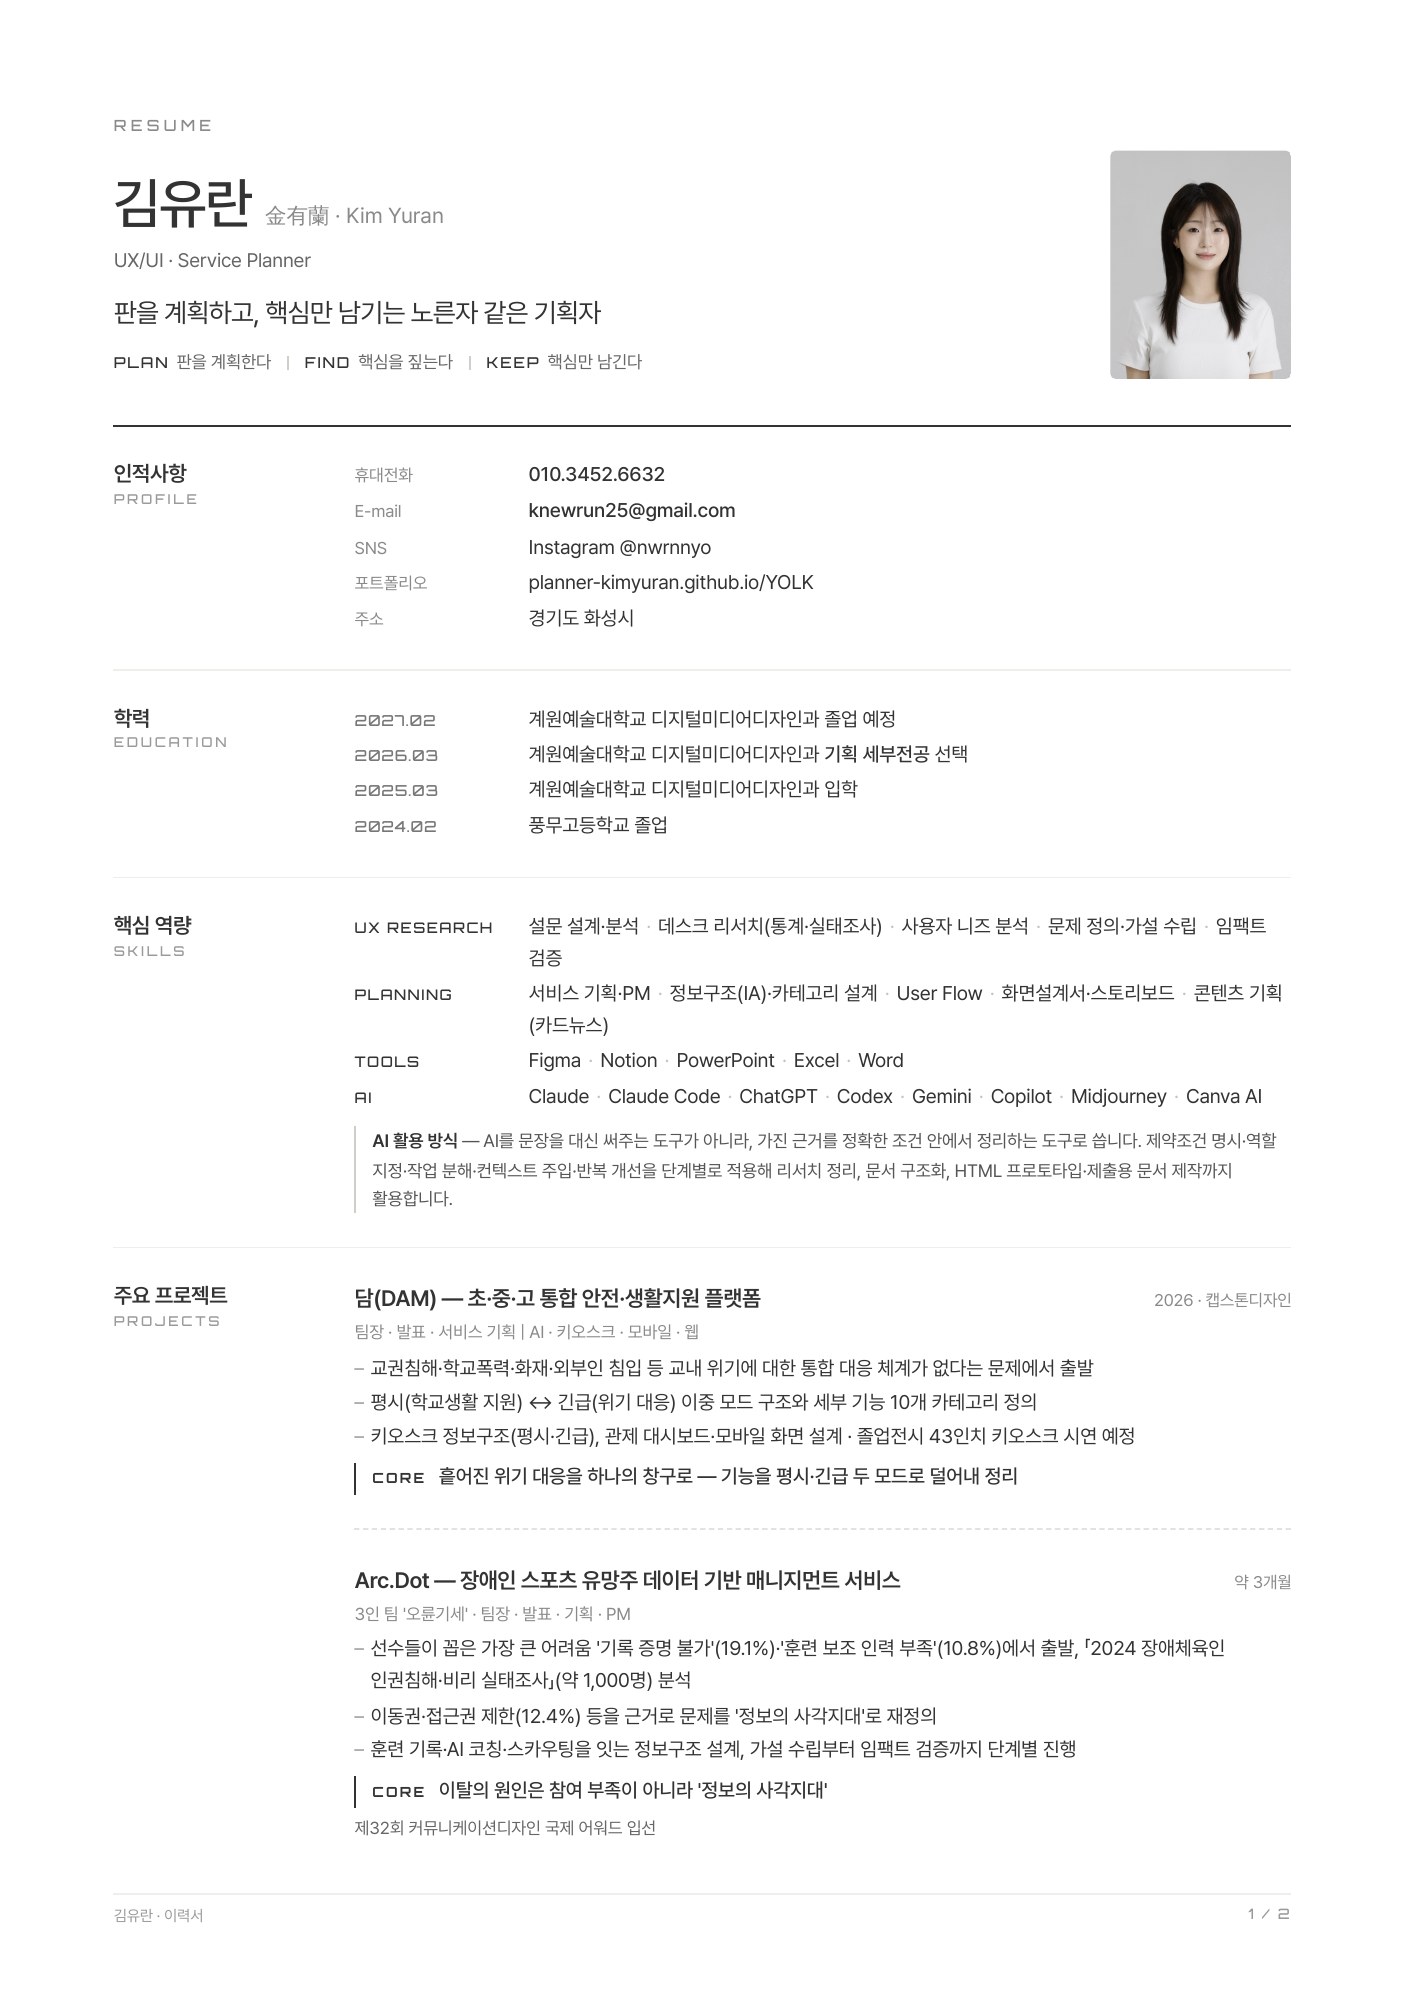 RESUME
김유란 金有蘭 · Kim Yuran
UX/UI · Service Planner
판을 계획하고, 핵심만 남기는 노른자 같은 기획자
PLAN 판을 계획한다 | FIND 핵심을 짚는다 | KEEP 핵심만 남긴다
인적사항
PROFILE
휴대전화 010.3452.6632
E-mail knewrun25@gmail.com
SNS Instagram @nwrnnyo
포트폴리오 planner-kimyuran.github.io/YOLK
주소 경기도 화성시
학력
EDUCATION
2027.02 계원예술대학교 디지털미디어디자인과 졸업 예정
2026.03 계원예술대학교 디지털미디어디자인과 기획 세부전공 선택
2025.03 계원예술대학교 디지털미디어디자인과 입학
2024.02 풍무고등학교 졸업
핵심 역량
SKILLS
UX RESEARCH 설문 설계·분석 · 데스크 리서치(통계·실태조사) · 사용자 니즈 분석 · 문제 정의·가설 수립 · 임팩트
검증
PLANNING 서비스 기획·PM · 정보구조(IA)·카테고리 설계 · User Flow · 화면설계서·스토리보드 · 콘텐츠 기획
(카드뉴스)
TOOLS Figma · Notion · PowerPoint · Excel · Word
AI Claude · Claude Code · ChatGPT · Codex · Gemini · Copilot · Midjourney · Canva AI
AI 활용 방식 — AI를 문장을 대신 써주는 도구가 아니라, 가진 근거를 정확한 조건 안에서 정리하는 도구로 씁니다. 제약조건 명시·역할
지정·작업 분해·컨텍스트 주입·반복 개선을 단계별로 적용해 리서치 정리, 문서 구조화, HTML 프로토타입·제출용 문서 제작까지
활용합니다.
주요 프로젝트
PROJECTS
담(DAM) — 초·중·고 통합 안전·생활지원 플랫폼 2026 · 캡스톤디자인
팀장 · 발표 · 서비스 기획 | AI · 키오스크 · 모바일 · 웹
– 교권침해·학교폭력·화재·외부인 침입 등 교내 위기에 대한 통합 대응 체계가 없다는 문제에서 출발
– 평시(학교생활 지원) ↔ 긴급(위기 대응) 이중 모드 구조와 세부 기능 10개 카테고리 정의
– 키오스크 정보구조(평시·긴급), 관제 대시보드·모바일 화면 설계 · 졸업전시 43인치 키오스크 시연 예정
CORE 흩어진 위기 대응을 하나의 창구로 — 기능을 평시·긴급 두 모드로 덜어내 정리
Arc.Dot — 장애인 스포츠 유망주 데이터 기반 매니지먼트 서비스 약 3개월
3인 팀 '오륜기세' · 팀장 · 발표 · 기획 · PM
– 선수들이 꼽은 가장 큰 어려움 '기록 증명 불가'(19.1%)·'훈련 보조 인력 부족'(10.8%)에서 출발, 「2024 장애체육인
인권침해·비리 실태조사」(약 1,000명) 분석
– 이동권·접근권 제한(12.4%) 등을 근거로 문제를 '정보의 사각지대'로 재정의
– 훈련 기록·AI 코칭·스카우팅을 잇는 정보구조 설계, 가설 수립부터 임팩트 검증까지 단계별 진행
CORE 이탈의 원인은 참여 부족이 아니라 '정보의 사각지대'
제32회 커뮤니케이션디자인 국제 어워드 입선
김유란 · 이력서 1 / 2